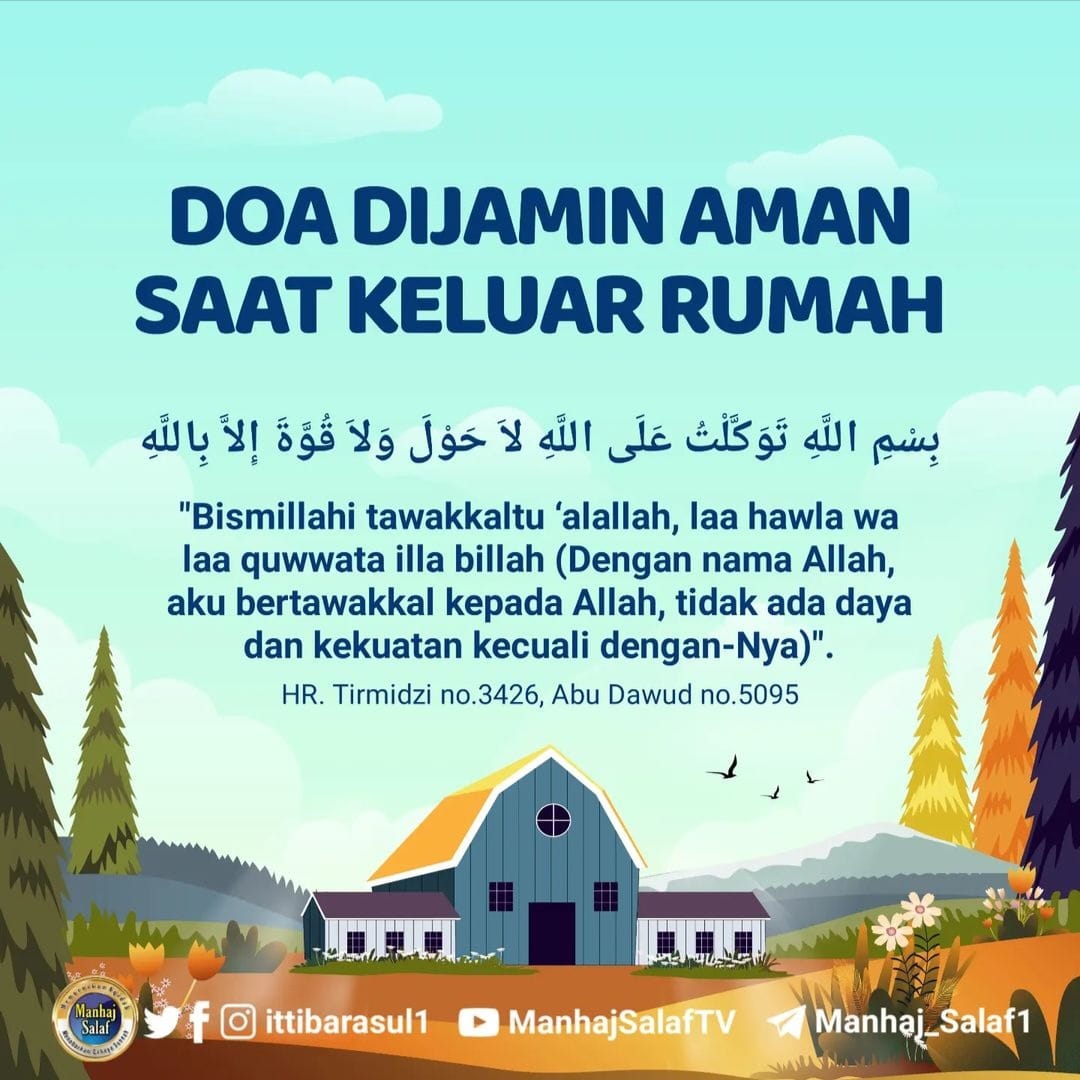 DOA DIJAMIN AMAN
SAAT KELUAR RUMAH
بِسْمِ اللَّهِ تَوَكَّلْتُ عَلَى اللَّهِ لاَ حَوْلَ وَلاَ قُوَّةَ إِلاَّ بِاللَّهِ
"Bismillahi tawakkaltu ‘alallah, laa hawla wa
laa quwwata illa billah (Dengan nama Allah,
aku bertawakkal kepada Allah, tidak ada daya
dan kekuatan kecuali dengan-Nya)".
HR. Tirmidzi no.3426, Abu Dawud no.5095
Manhaj
Salaf
ittibarasul1 ManhajSalafTV Manhaj_Salaf1